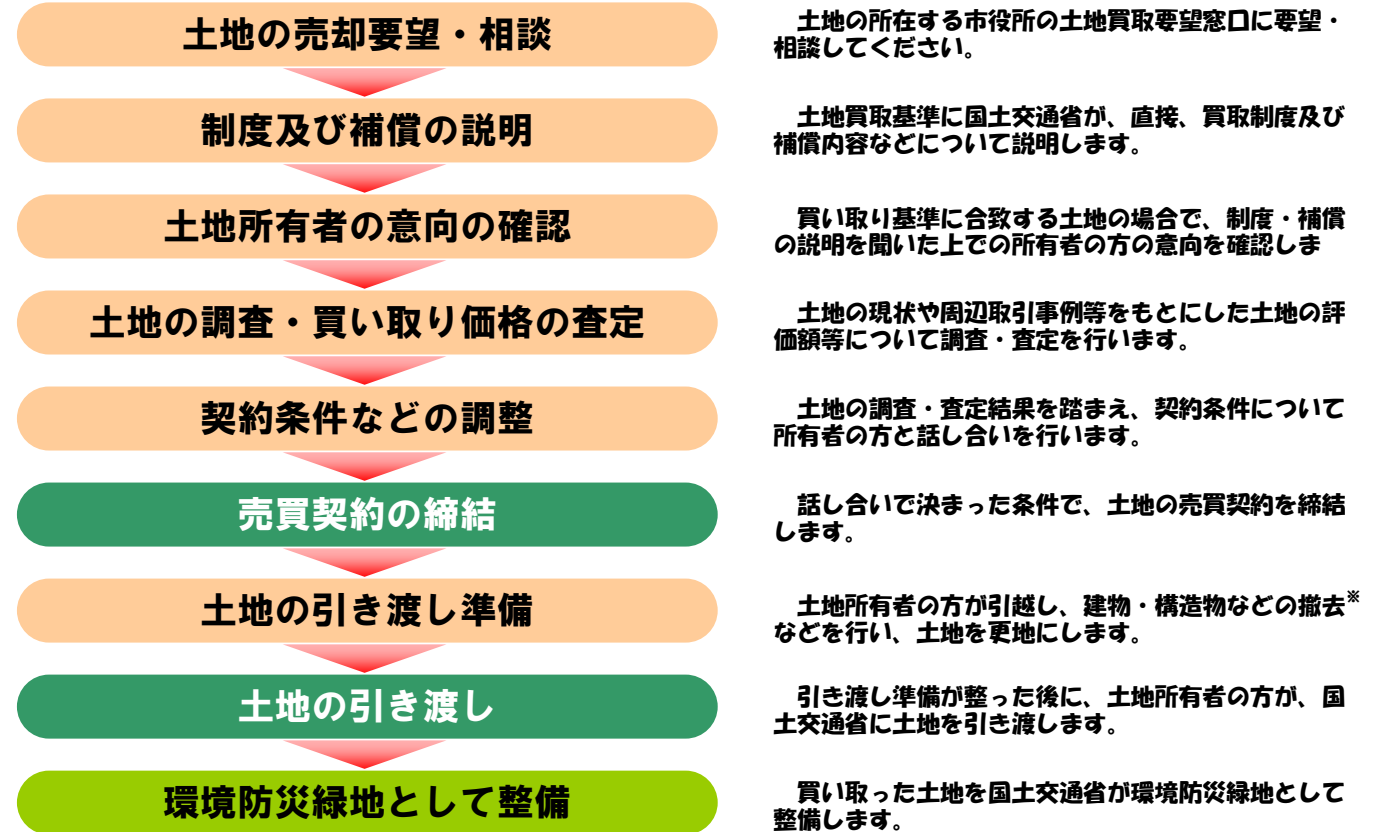 土地の売却要望・相談
土地の所在する市役所の土地買取要望窓口に要望・
相談してください。
制度及び補償の説明
土地買取基準に国土交通省が、直接、買取制度及び
補償内容などについて説明します。
土地所有者の意向の確認
買い取り基準に合致する土地の場合で、制度・補償
の説明を聞いた上での所有者の方の意向を確認しま
土地の調査・買い取り価格の査定
土地の現状や周辺取引事例等をもとにした土地の評
価額等について調査・査定を行います。
契約条件などの調整
土地の調査・査定結果を踏まえ、契約条件について
所有者の方と話し合いを行います。
売買契約の締結
話し合いで決まった条件で、土地の売買契約を締結
します。
土地の引き渡し準備
土地所有者の方が引越し、建物・構造物などの撤去※
などを行い、土地を更地にします。
土地の引き渡し
引き渡し準備が整った後に、土地所有者の方が、国
土交通省に土地を引き渡します。
環境防災緑地として整備
買い取った土地を国土交通省が環境防災緑地として
整備します。